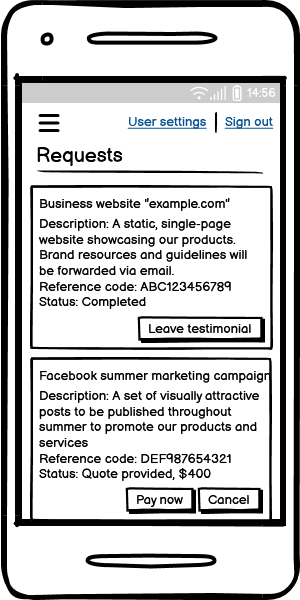 14:56
User settings Sign out
Requests
Business website "example.com"
Description: A static, single-page
website showcasing our products.
Brand resources and guidelines will
be forwarded via email.
Reference code: ABC123456789
Status: Completed
Leave testimonial
Facebook summer marketing campaign
Description: A set of visually attractive
posts to be published throughout
summer to promote our products and
services
Reference code: DEF987654321
Status: Quote provided, $400
Pay now Cancel